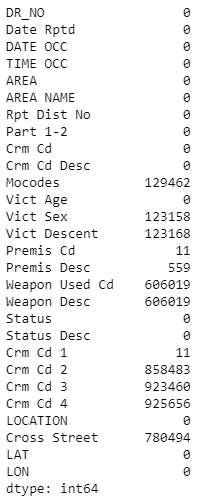 DR_NO 0
Date Rptd 0
DATE OCC 0
TIME OCC 0
AREA 0
AREA NAME 0
Rpt Dist No 0
Part 1-2 0
Crm Cd 0
Crm Cd Desc 0
Mocodes 129462
Vict Age 0
Vict Sex 123158
Vict Descent 123168
Premis Cd 11
Premis Desc 559
Weapon Used Cd 606019
Weapon Desc 606019
Status 0
Status Desc 0
Crm Cd 1 11
Crm Cd 2 858483
Crm Cd 3 923460
Crm Cd 4 925656
LOCATION 0
Cross Street 780494
LAT 0
LON 0
dtype: int64